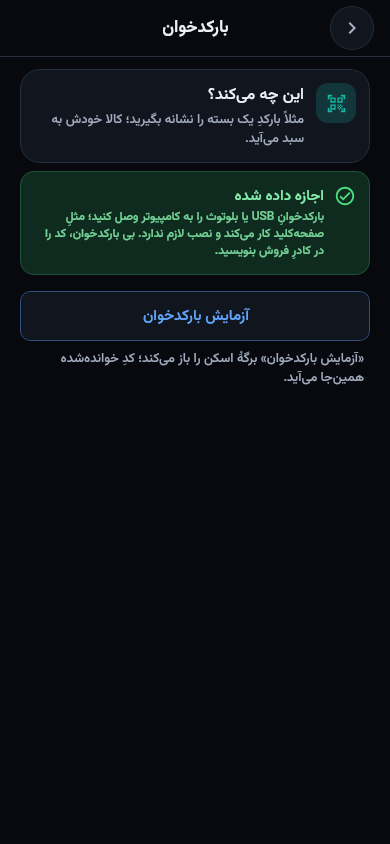 بارکدخوان
این چه می‌کند؟
مثلاً بارکدِ یک بسته را نشانه بگیرید؛ کالا خودش به
سبد می‌آید.
اجازه داده شده
بارکدخوانِ USB یا بلوتوث را به کامپیوتر وصل کنید؛ مثلِ
صفحه‌کلید کار می‌کند و نصب لازم ندارد. بی بارکدخوان، کد را
در کادرِ فروش بنویسید.
آزمایش بارکدخوان
«آزمایش بارکدخوان» برگهٔ اسکن را باز می‌کند؛ کدِ خوانده‌شده
همین‌جا می‌آید.